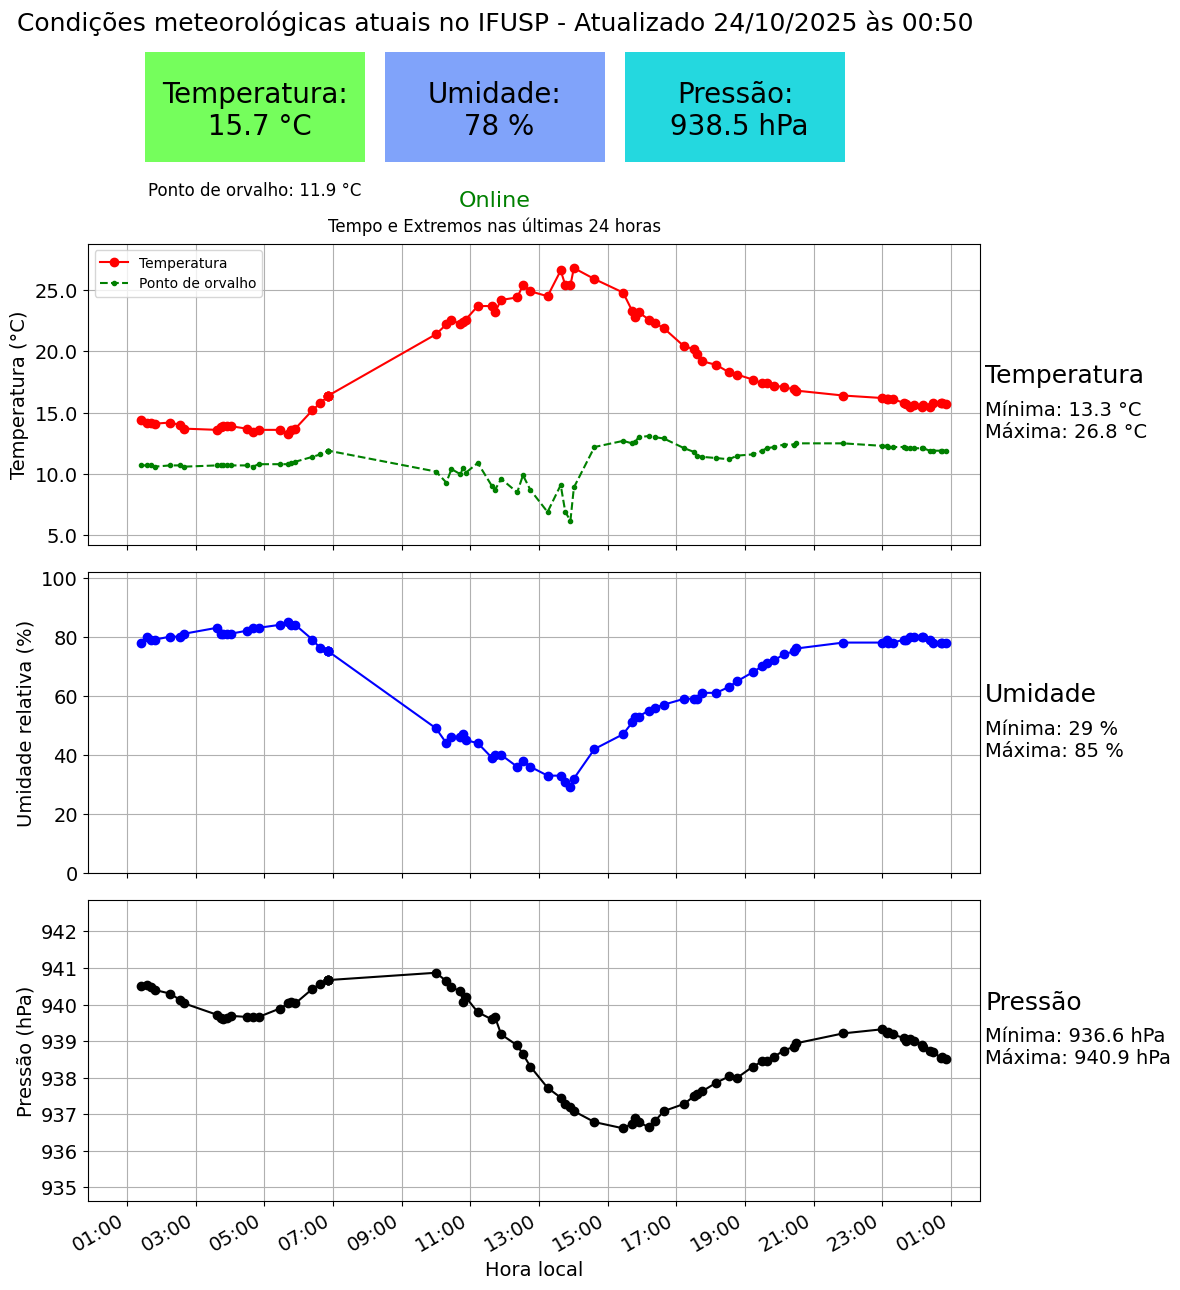 Condições meteorológicas atuais no IFUSP - Atualizado 24/10/2025 às 00:50
Temperatura:
15.7 °C
Umidade:
78 %
Pressão:
938.5 hPa
Ponto de orvalho: 11.9 °C
Online
Tempo e Extremos nas últimas 24 horas
Temperatura
Ponto de orvalho
Temperatura (°C)
25.0
20.0
15.0
10.0
5.0
Temperatura
Mínima: 13.3 °C
Máxima: 26.8 °C
Umidade relativa (%)
100
80
60
40
20
0
Umidade
Mínima: 29 %
Máxima: 85 %
Pressão (hPa)
942
941
940
939
938
937
936
935
Pressão
Mínima: 936.6 hPa
Máxima: 940.9 hPa
01:00 03:00 05:00 07:00 09:00 11:00 13:00 15:00 17:00 19:00 21:00 23:00 01:00
Hora local